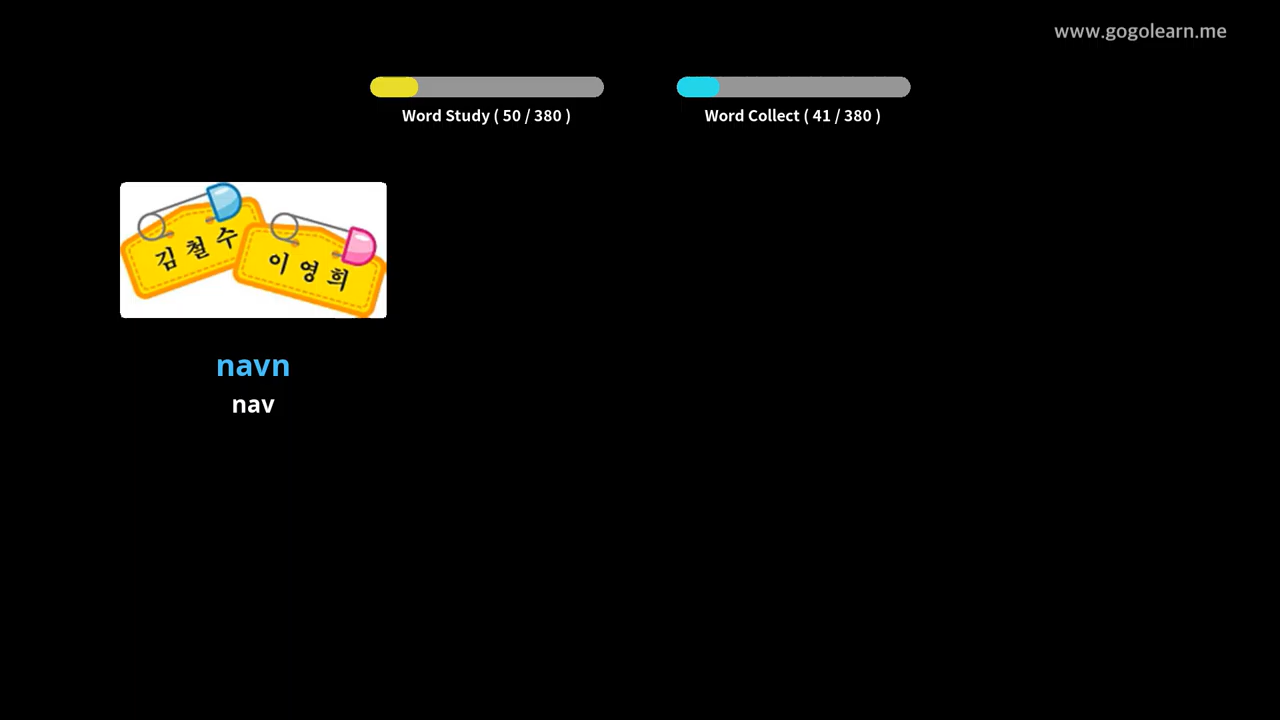 www.gogolearn.me
Word Study ( 50 / 380 )
Word Collect ( 41 / 380 )
김철수
이영희
navn
nav